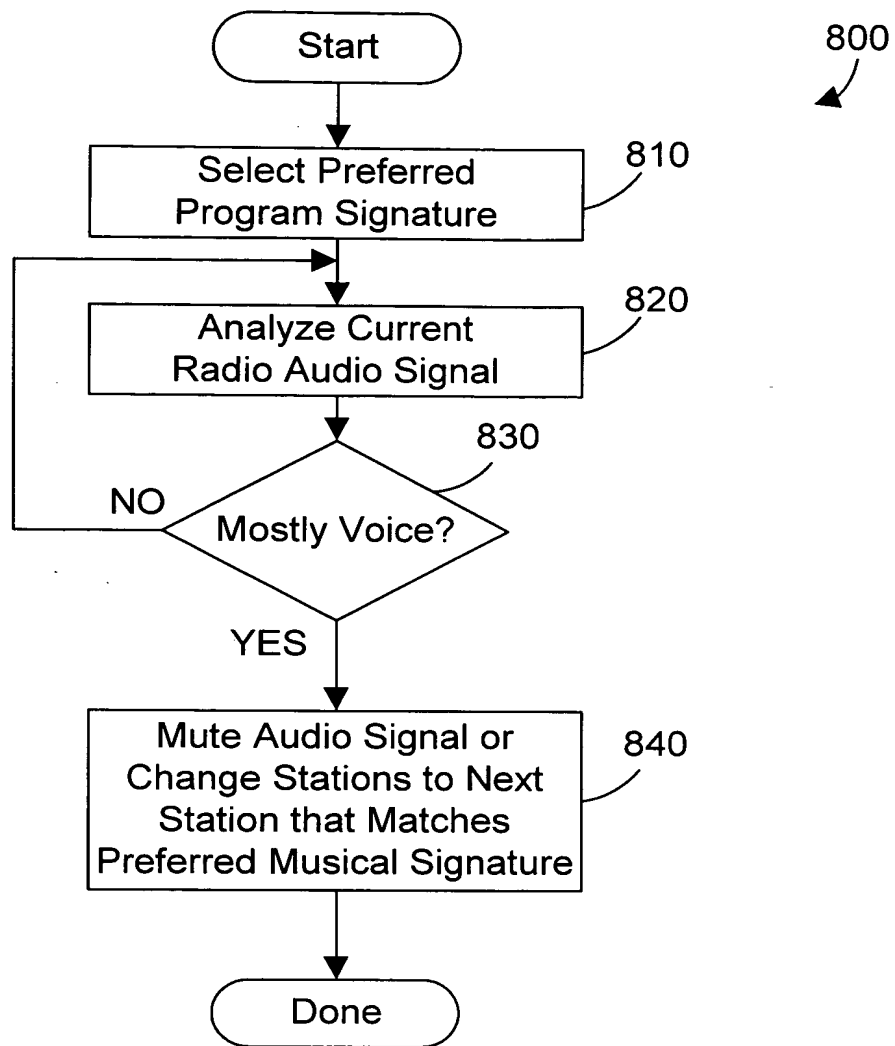 Start
800
Select Preferred
Program Signature
810
Analyze Current
Radio Audio Signal
820
830
Mostly Voice?
NO
YES
Mute Audio Signal or
Change Stations to Next
Station that Matches
Preferred Musical Signature
840
Done